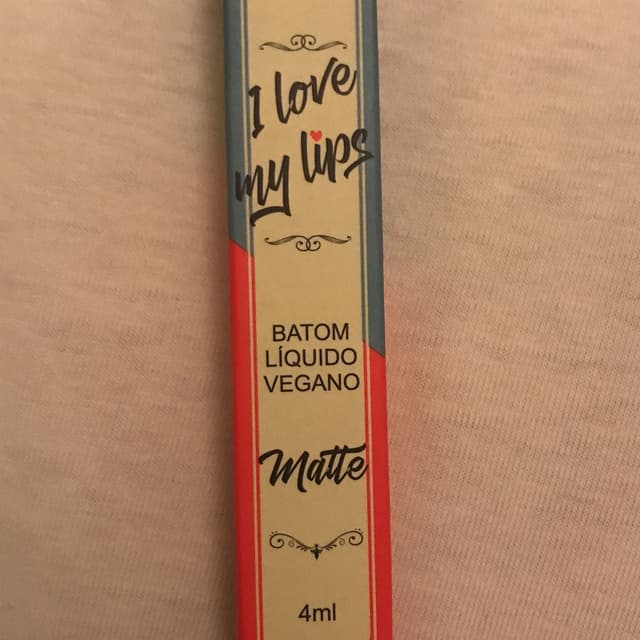 I love
my lips
BATOM
LÍQUIDO
VEGANO
Matte
4ml